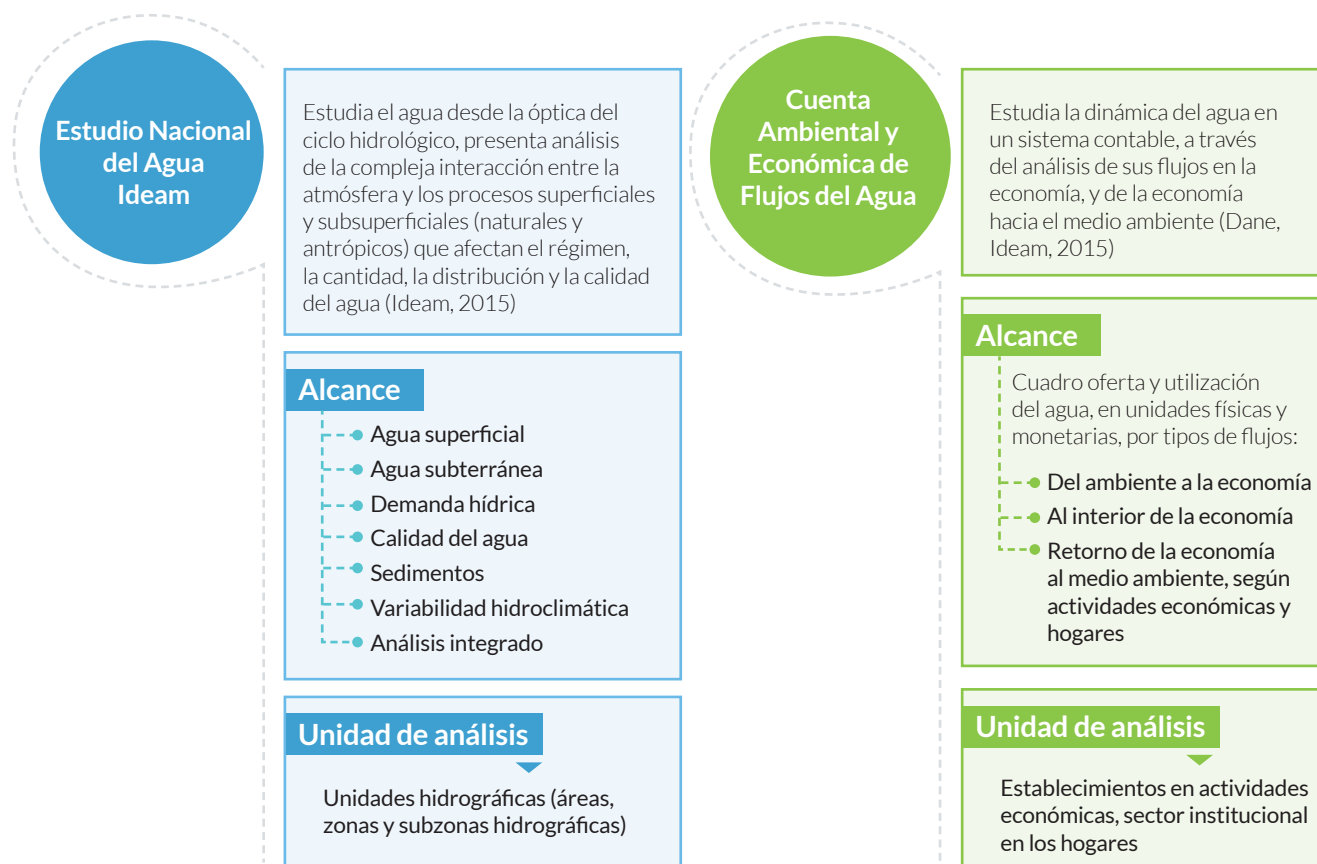 Estudio Nacional
del Agua
Ideam
Estudia el agua desde la óptica del
ciclo hidrológico, presenta análisis
de la compleja interacción entre la
atmósfera y los procesos superficiales
y subsuperficiales (naturales y
antrópicos) que afectan el régimen,
la cantidad, la distribución y la calidad
del agua (Ideam, 2015)
Alcance
Agua superficial
Agua subterránea
Demanda hídrica
Calidad del agua
Sedimentos
Variabilidad hidroclimática
Análisis integrado
Unidad de análisis
Unidades hidrográficas (áreas,
zonas y subzonas hidrográficas)
Cuenta
Ambiental y
Económica de
Flujos del Agua
Estudia la dinámica del agua en
un sistema contable, a través
del análisis de sus flujos en la
economía, y de la economía
hacia el medio ambiente (Dane,
Ideam, 2015)
Alcance
Cuadro oferta y utilización
del agua, en unidades físicas y
monetarias, por tipos de flujos:
Del ambiente a la economía
Al interior de la economía
Retorno de la economía
al medio ambiente, según
actividades económicas y
hogares
Unidad de análisis
Establecimientos en actividades
económicas, sector institucional
en los hogares